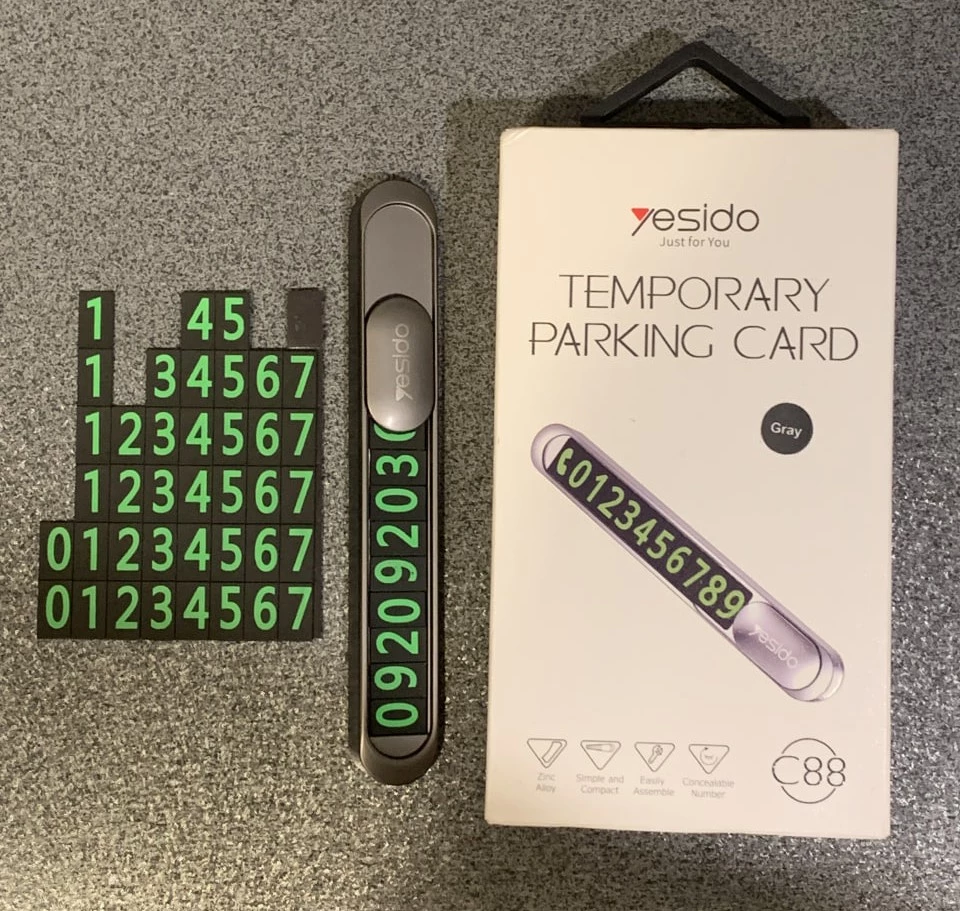 1 45
1 34567
1234567
1234567
01234567
01234567
yesido
092092030
yesido
Just for You
TEMPORARY
PARKING CARD
Gray
0123456789
yesido
Zinc
Alloy
Simple and
Compact
Easily
Assemble
Concealable
Number
C88